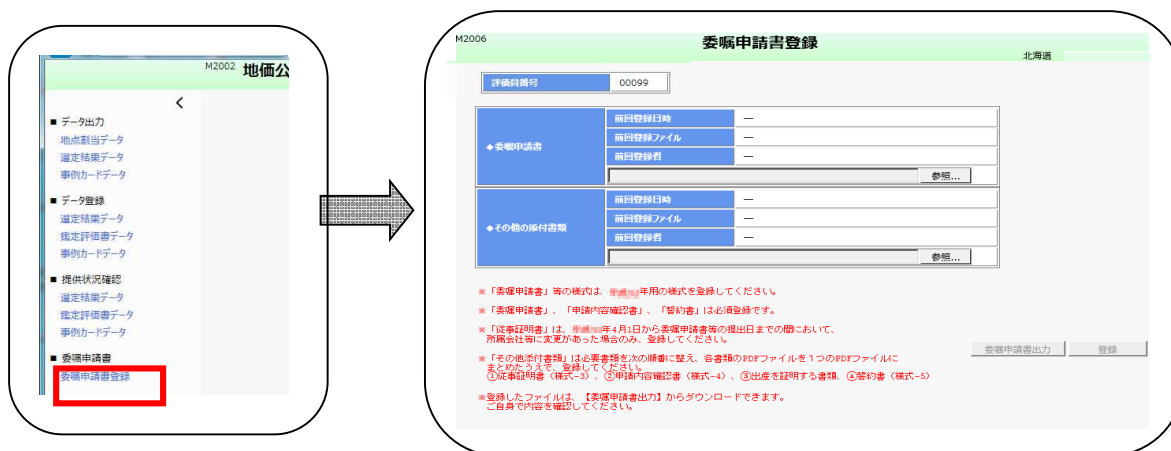 M2002 地価公
<
■ データ出力
地点割当データ
選定結果データ
事例カードデータ
■ データ登録
選定結果データ
鑑定評価書データ
事例カードデータ
■ 提供状況確認
選定結果データ
鑑定評価書データ
事例カードデータ
■ 委嘱申請書
委嘱申請書登録
M2006 委嘱申請書登録
北海道
評価員番号 00099
◆委嘱申請書
前回登録日時 ―
前回登録ファイル ―
前回登録者 ―
参照...
◆その他の添付書類
前回登録日時 ―
前回登録ファイル ―
前回登録者 ―
参照...
※「委嘱申請書」等の様式は、年用の様式を登録してください。
※「委嘱申請書」、「申請内容確認書」、「誓約書」は必須登録です。
※「従事証明書」は、年4月1日から委嘱申請書等の提出日までの間において、
所属会社等に変更があった場合のみ、登録してください。
※「その他添付書類」は必要書類を次の順番に整え、各書類のPDFファイルを1つのPDFファイルに
まとめたうえで、登録してください。
①従事証明書（様式-3）、②申請内容確認書（様式-4）、③出産を証明する書類、④誓約書（様式-5）
※登録したファイルは、【委嘱申請書出力】からダウンロードできます。
ご自身で内容を確認してください。
委嘱申請書出力 登録